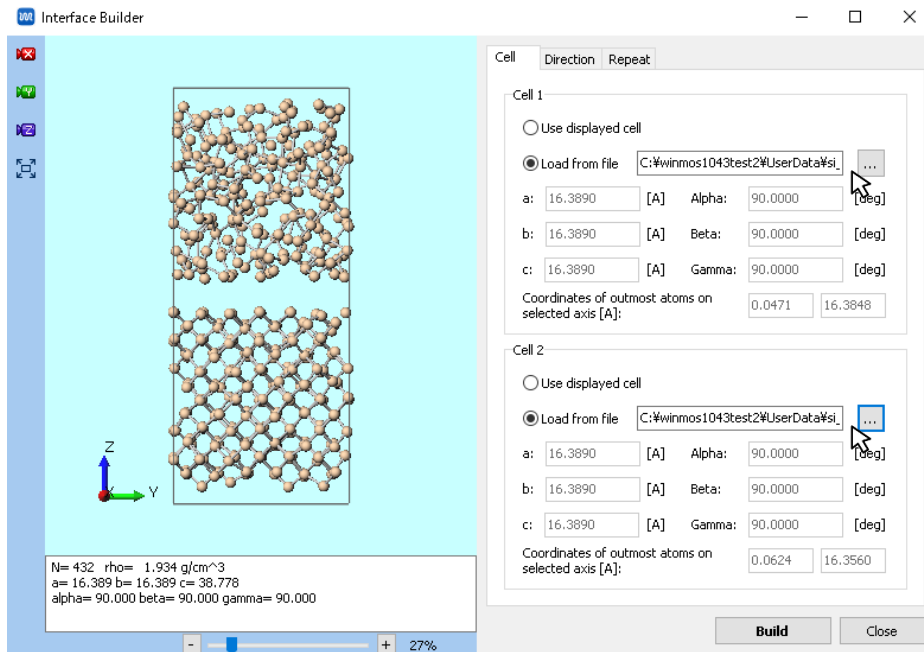 Interface Builder
X
Y
Z
Z
Y
X
N= 432 rho= 1.934 g/cm^3
a= 16.389 b= 16.389 c= 38.778
alpha= 90.000 beta= 90.000 gamma= 90.000
- + 27%
Cell Direction Repeat
Cell 1
Use displayed cell
Load from file C:¥winmos1043test2¥UserData¥si_ ...
a: 16.3890 [A] Alpha: 90.0000 [deg]
b: 16.3890 [A] Beta: 90.0000 [deg]
c: 16.3890 [A] Gamma: 90.0000 [deg]
Coordinates of outmost atoms on
selected axis [A]: 0.0471 16.3848
Cell 2
Use displayed cell
Load from file C:¥winmos1043test2¥UserData¥si_ ...
a: 16.3890 [A] Alpha: 90.0000 [deg]
b: 16.3890 [A] Beta: 90.0000 [deg]
c: 16.3890 [A] Gamma: 90.0000 [deg]
Coordinates of outmost atoms on
selected axis [A]: 0.0624 16.3560
Build Close